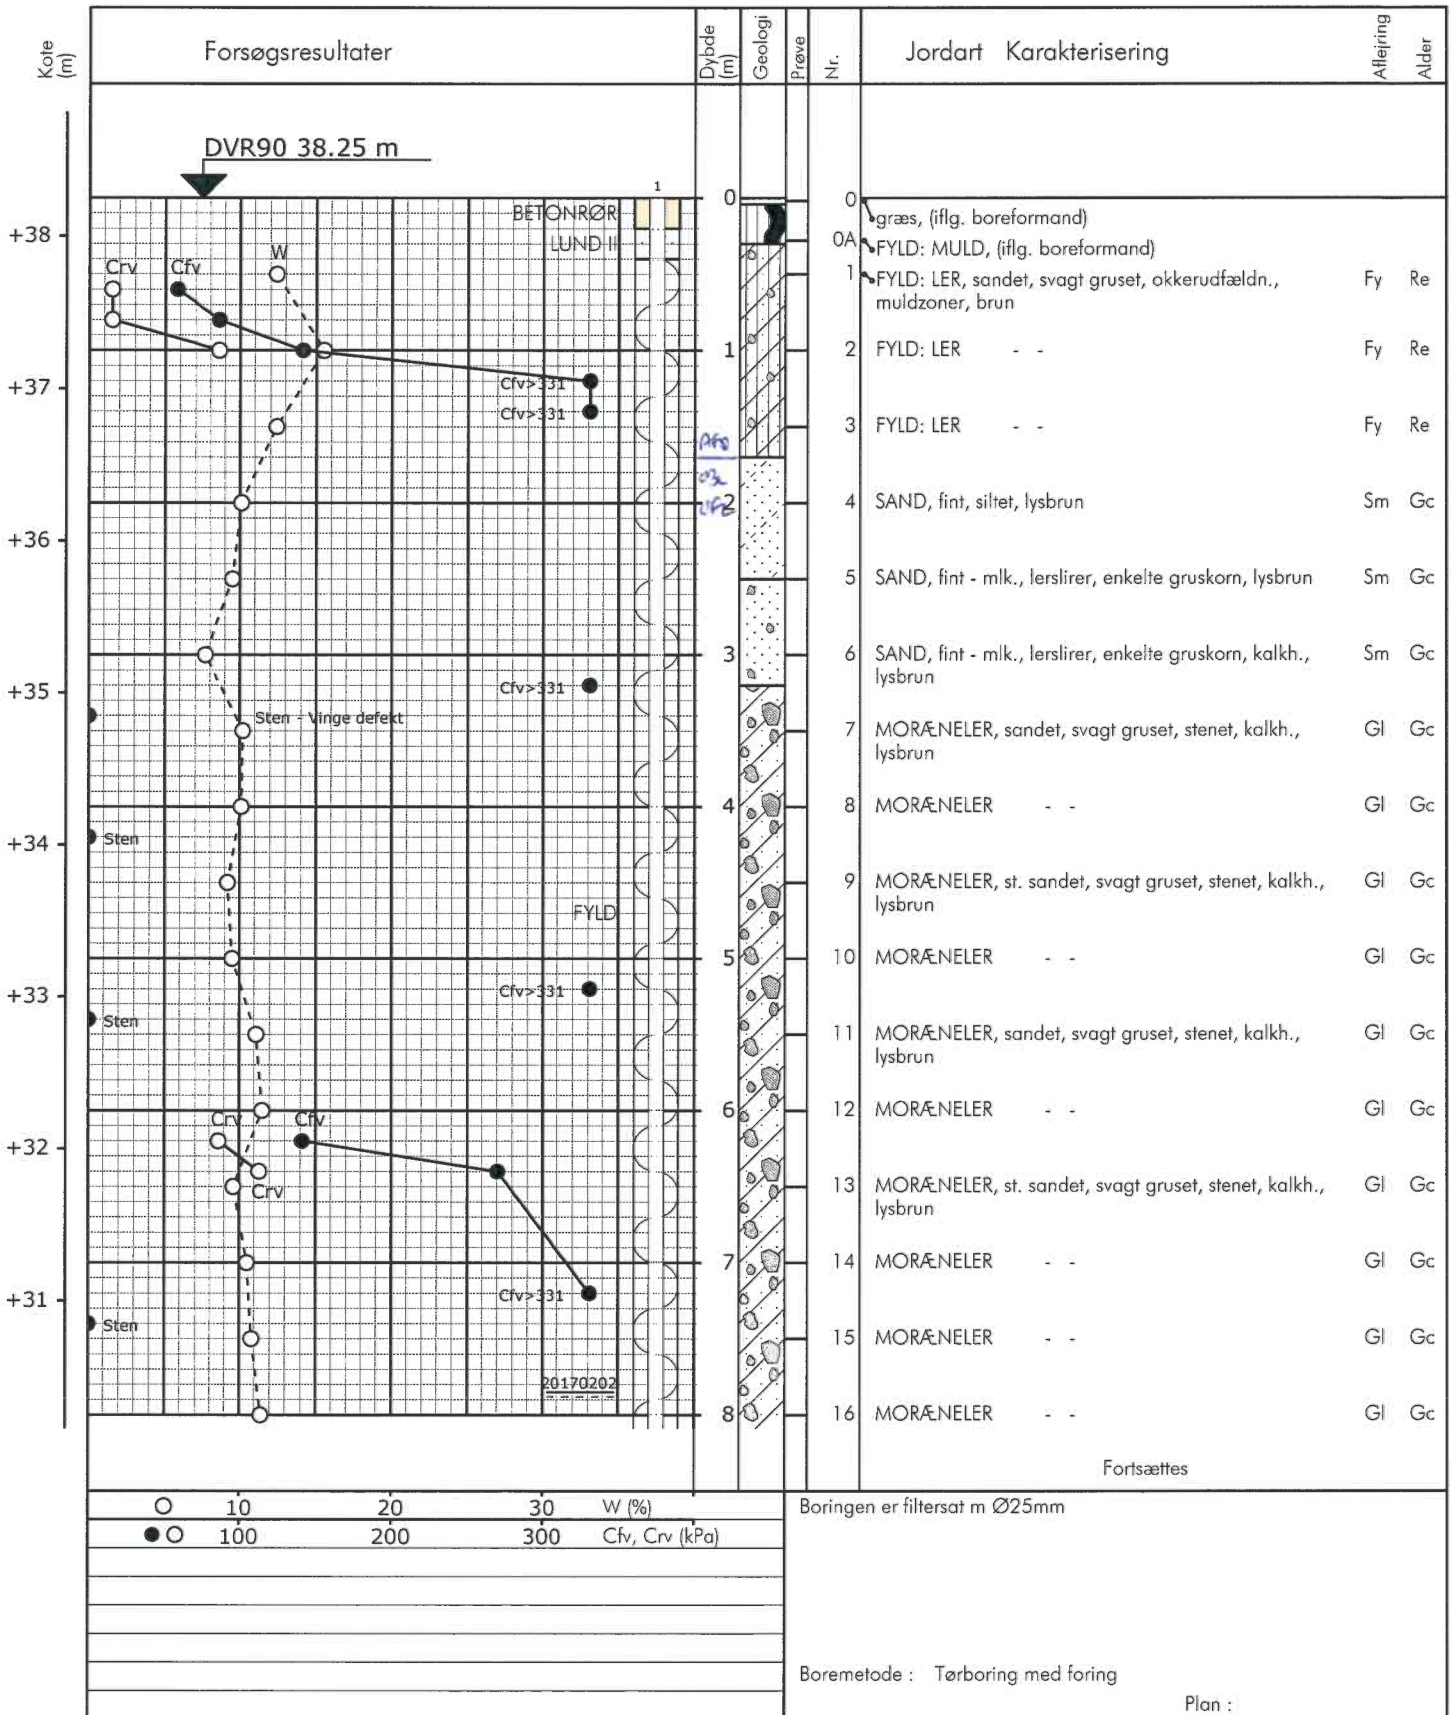 Kote (m)
Forsøgsresultater
Dybde (m)
Geologi
Prøve
Nr.
Jordart Karakterisering
Aflejring
Alder
DVR90 38.25 m
1
0
0
BETONRØR
græs, (iflg. boreformand)
+38
LUND II
0A
FYLD: MULD, (iflg. boreformand)
W
Crv
Cfv
1
FYLD: LER, sandet, svagt gruset, okkerudfældn.,
muldzoner, brun
Fy Re
1
2
FYLD: LER - -
Fy Re
+37
Cfv>331
Cfv>331
3
FYLD: LER - -
Fy Re
2
4
SAND, fint, siltet, lysbrun
Sm Gc
+36
5
SAND, fint - mlk., lerslirer, enkelte gruskorn, lysbrun
Sm Gc
3
6
SAND, fint - mlk., lerslirer, enkelte gruskorn, kalkh.,
lysbrun
Sm Gc
+35
Cfv>331
Sten - Vinge defekt
7
MORÆNELER, sandet, svagt gruset, stenet, kalkh.,
lysbrun
Gl Gc
4
8
MORÆNELER - -
Gl Gc
+34
Sten
9
MORÆNELER, st. sandet, svagt gruset, stenet, kalkh.,
lysbrun
Gl Gc
FYLD
5
10
MORÆNELER - -
Gl Gc
+33
Cfv>331
Sten
11
MORÆNELER, sandet, svagt gruset, stenet, kalkh.,
lysbrun
Gl Gc
6
12
MORÆNELER - -
Gl Gc
Crv
Cfv
+32
Crv
13
MORÆNELER, st. sandet, svagt gruset, stenet, kalkh.,
lysbrun
Gl Gc
7
14
MORÆNELER - -
Gl Gc
+31
Cfv>331
Sten
15
MORÆNELER - -
Gl Gc
20170202
8
16
MORÆNELER - -
Gl Gc
Fortsættes
10 20 30 W (%)
100 200 300 Cfv, Crv (kPa)
Boringen er filtersat m Ø25mm
Boremetode : Tørboring med foring
Plan :